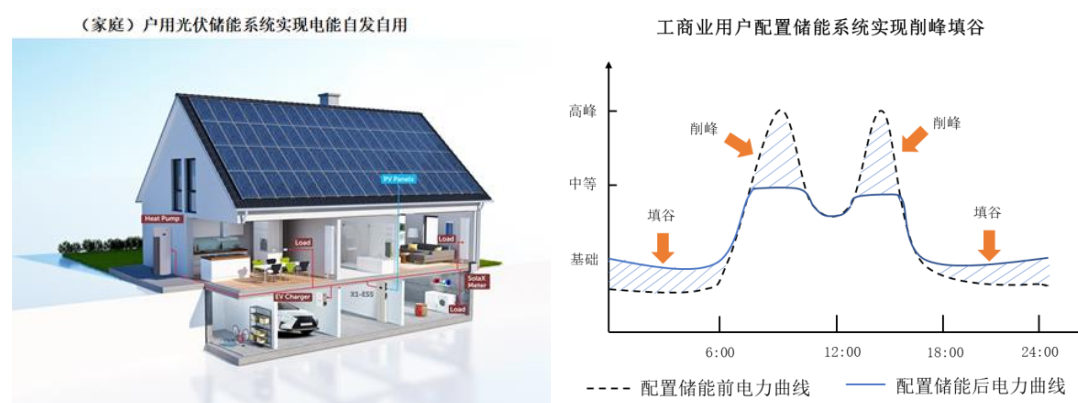 （家庭）户用光伏储能系统实现电能自发自用
PV Panels
Heat Pump
Load
Load
SolaX
Meter
EV Charger
X1-ESS
Load
工商业用户配置储能系统实现削峰填谷
高峰
削峰
削峰
中等
填谷
填谷
基础
6:00
12:00
18:00
24:00
配置储能前电力曲线
配置储能后电力曲线